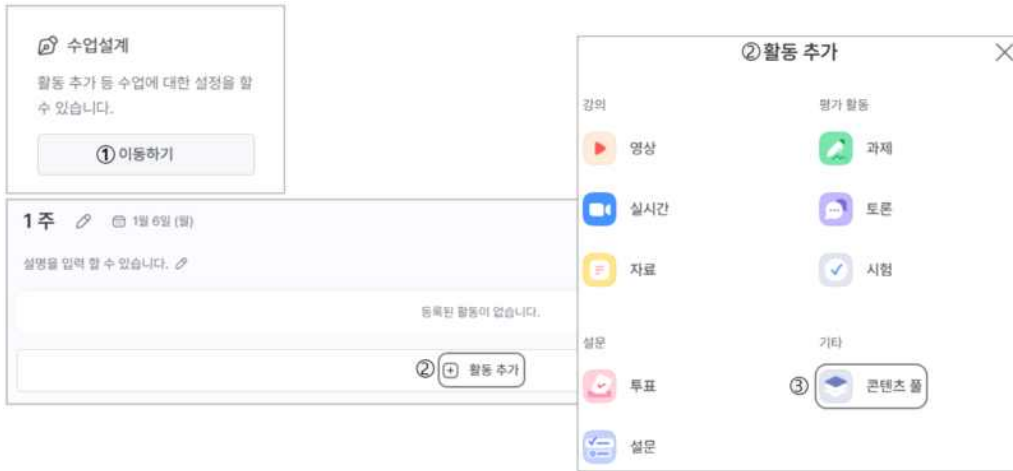 수업설계
활동 추가 등 수업에 대한 설정을 할
수 있습니다.
① 이동하기
1 주 1월 6일 (월)
설명을 입력 할 수 있습니다.
등록된 활동이 없습니다.
② 활동 추가
②활동 추가
강의
영상
실시간
자료
평가 활동
과제
토론
시험
설문
투표
설문
기타
③ 콘텐츠 풀